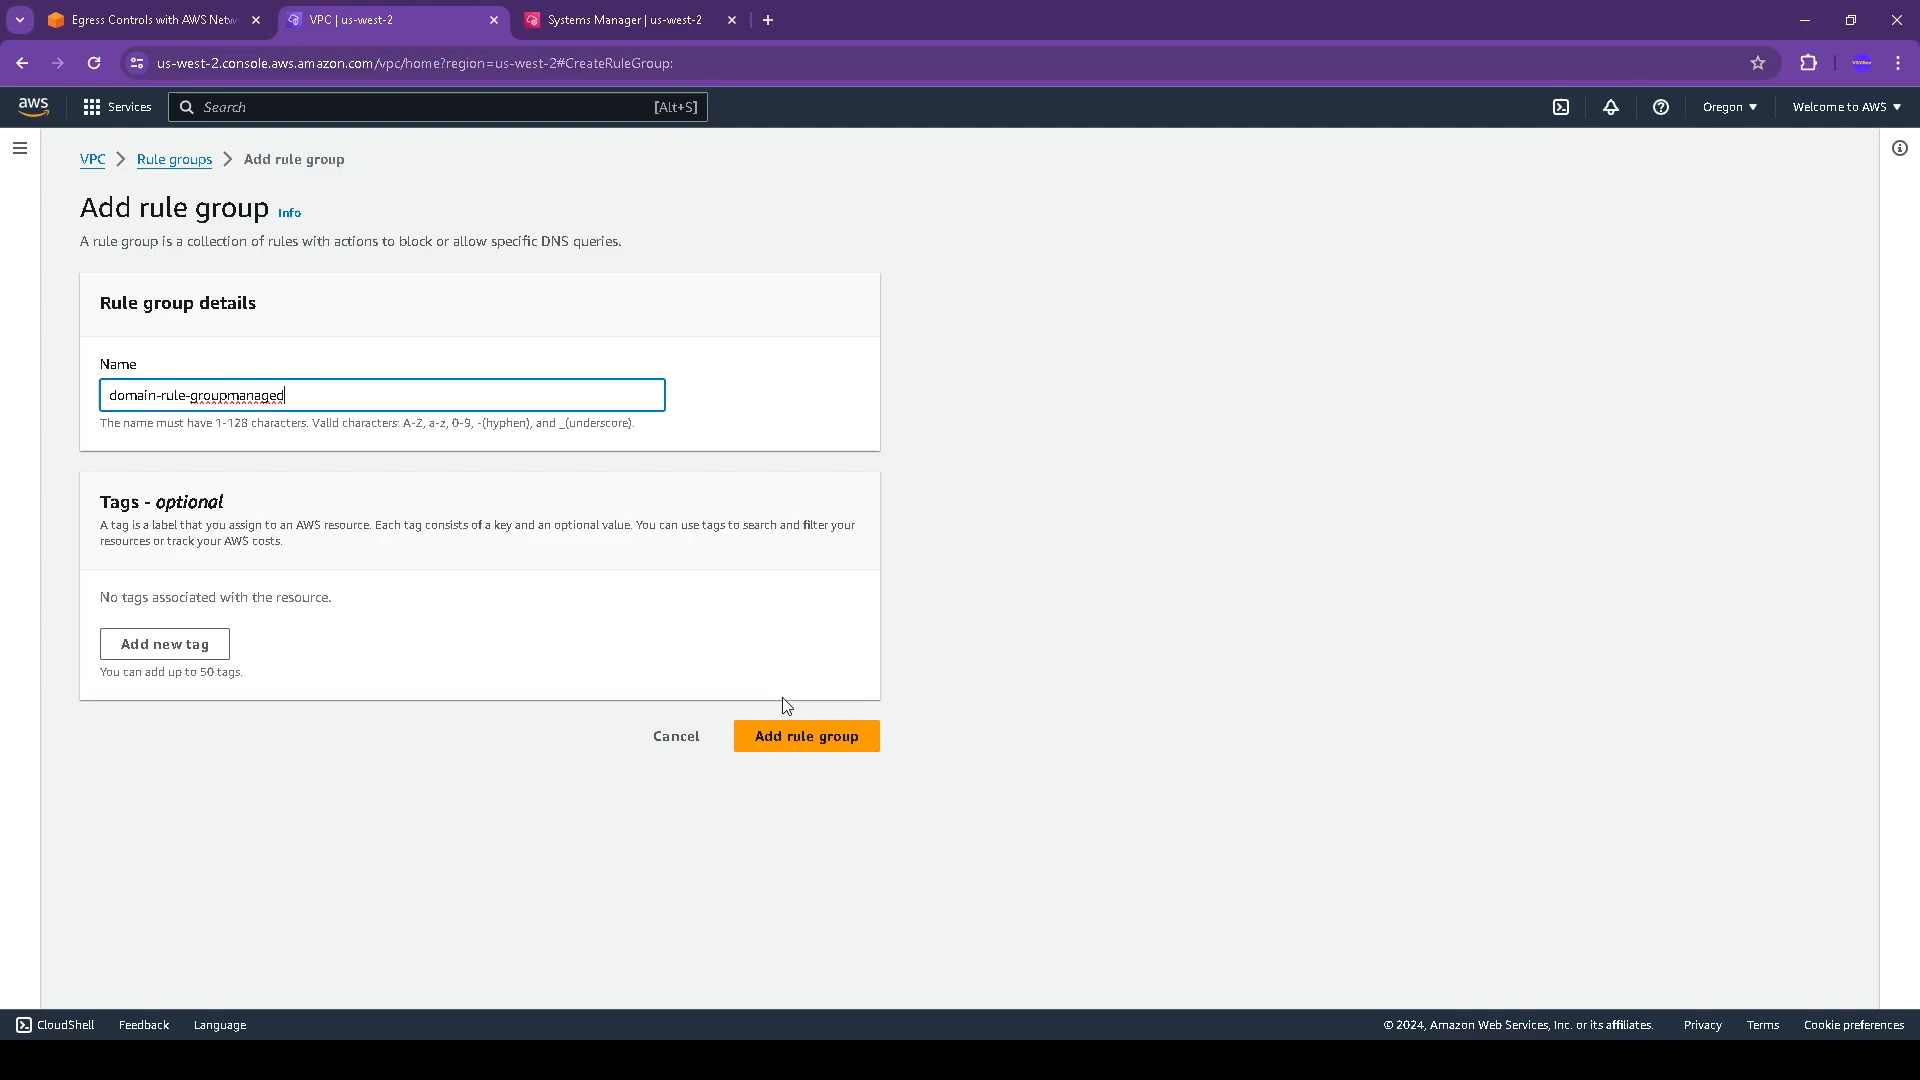 Egress Controls with AWS Netw
VPC | us-west-2
Systems Manager | us-west-2
us-west-2.console.aws.amazon.com/vpc/home?region=us-west-2#CreateRuleGroup:
aws
Services
Search
[Alt+S]
Oregon
Welcome to AWS
VPC
Rule groups
Add rule group
Add rule group Info
A rule group is a collection of rules with actions to block or allow specific DNS queries.
Rule group details
Name
domain-rule-groupmanaged
The name must have 1-128 characters. Valid characters: A-Z, a-z, 0-9, -(hyphen), and _(underscore).
Tags - optional
A tag is a label that you assign to an AWS resource. Each tag consists of a key and an optional value. You can use tags to search and filter your
resources or track your AWS costs.
No tags associated with the resource.
Add new tag
You can add up to 50 tags.
Cancel
Add rule group
CloudShell
Feedback
Language
© 2024, Amazon Web Services, Inc. or its affiliates.
Privacy
Terms
Cookie preferences